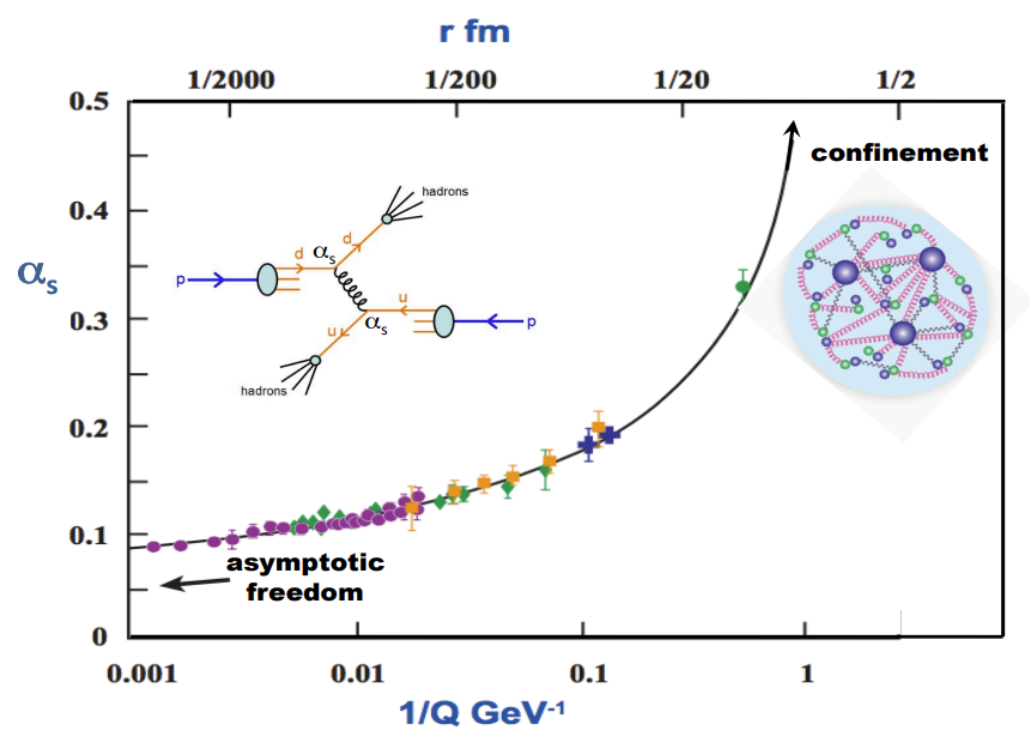 r fm
1/2000 1/200 1/20 1/2
0.5
confinement
0.4
hadrons
d αs d
p
αs
0.3
u
u αs
p
hadrons
0.2
0.1
asymptotic
freedom
0
0.001 0.01 0.1 1
1/Q GeV⁻¹